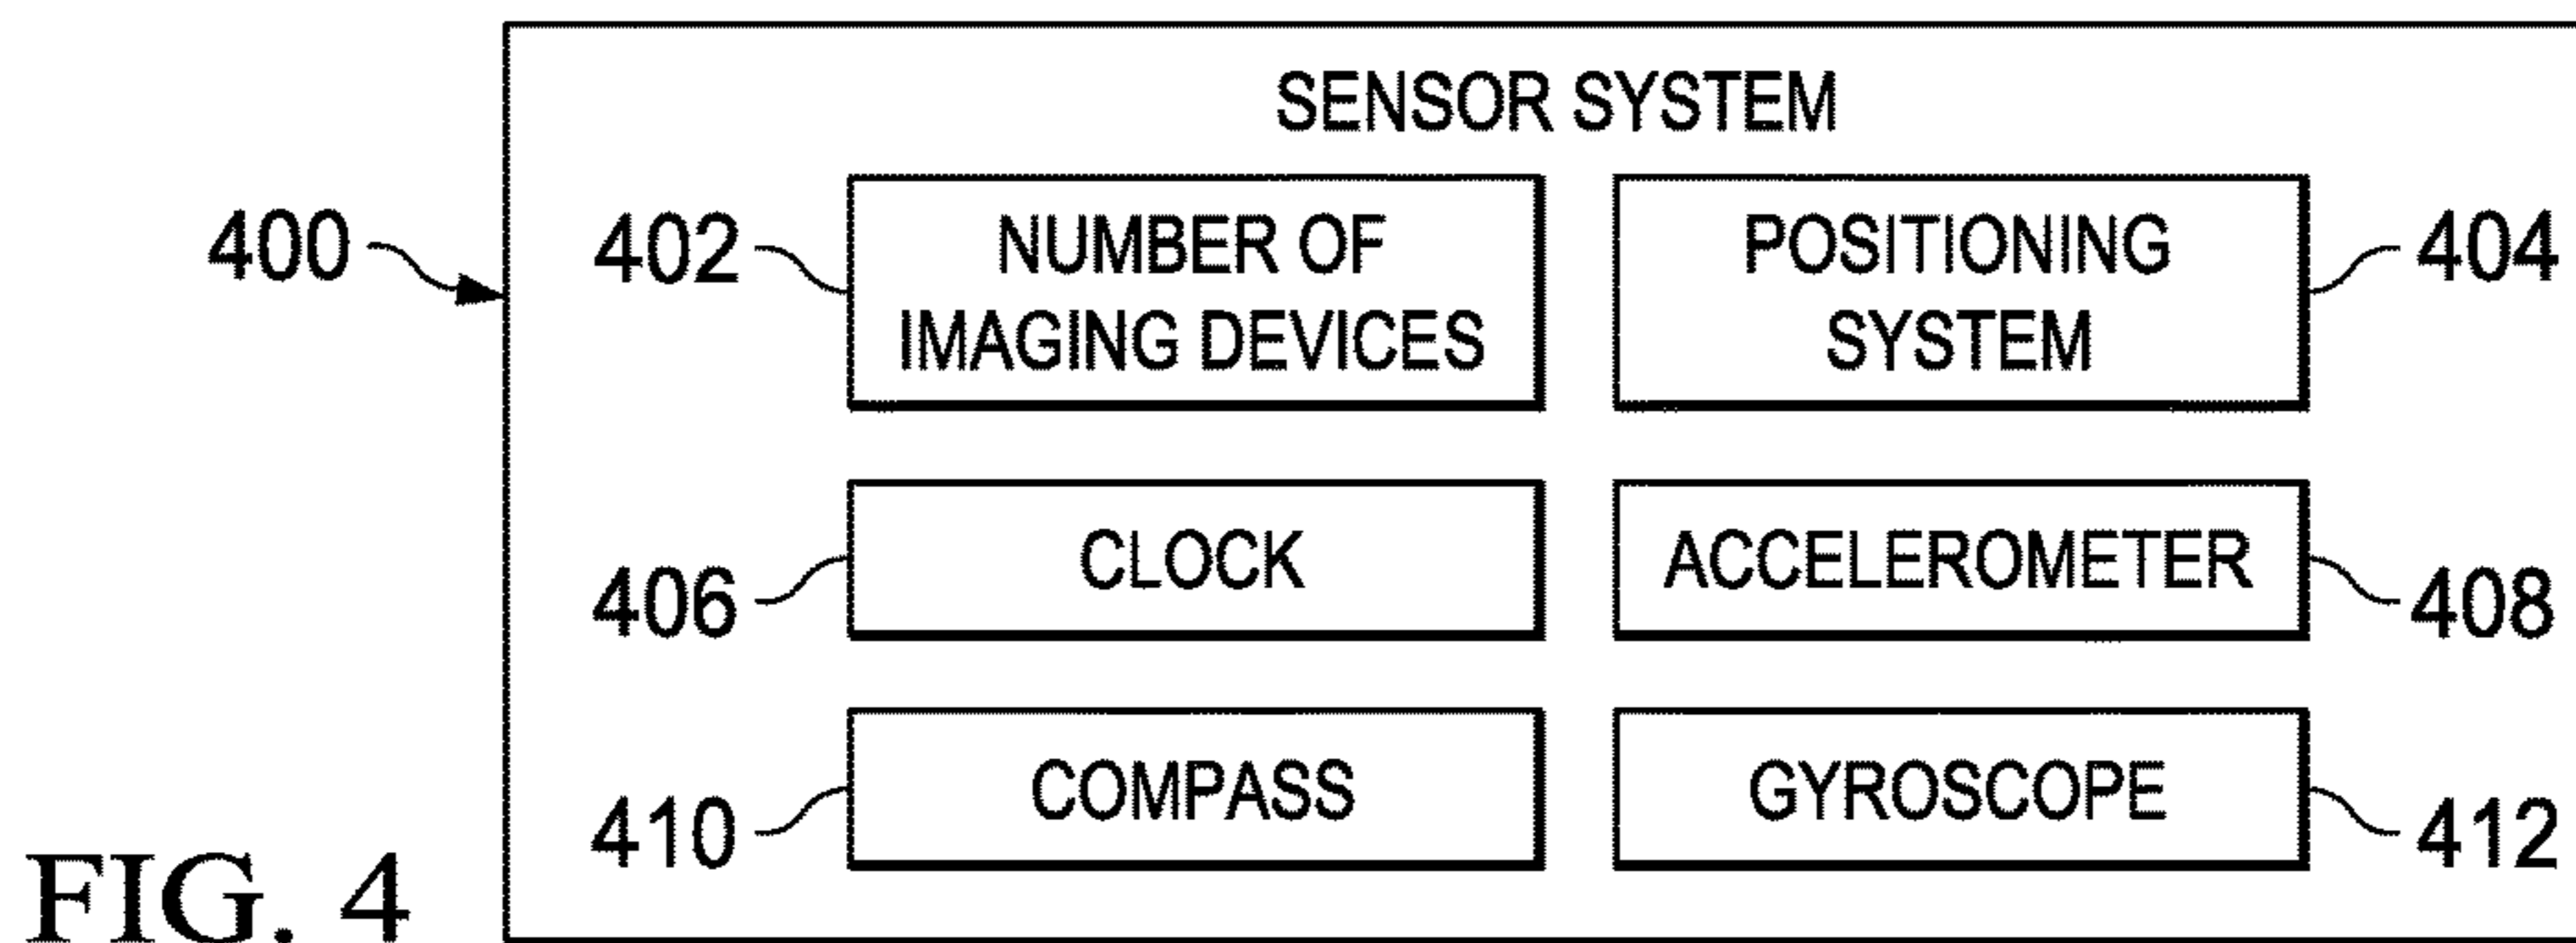 SENSOR SYSTEM
400
402
NUMBER OF
IMAGING DEVICES
POSITIONING
SYSTEM
404
406
CLOCK
ACCELEROMETER
408
410
COMPASS
GYROSCOPE
412
FIG. 4